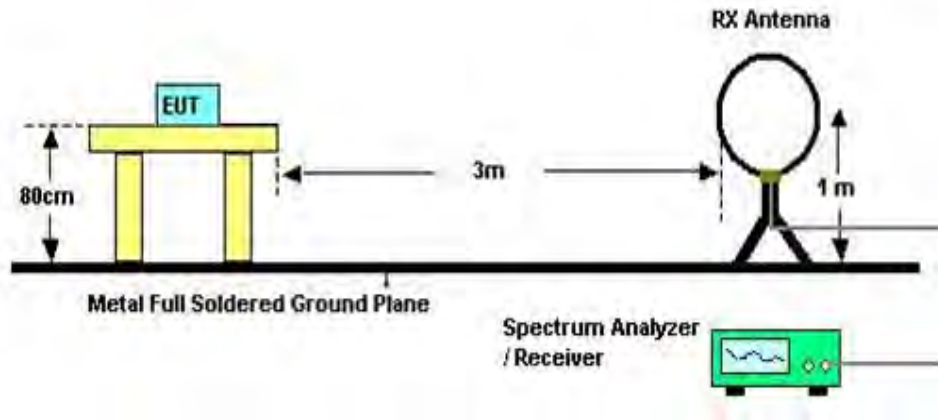 RX Antenna
EUT
3m
80cm
1 m
Metal Full Soldered Ground Plane
Spectrum Analyzer
/ Receiver